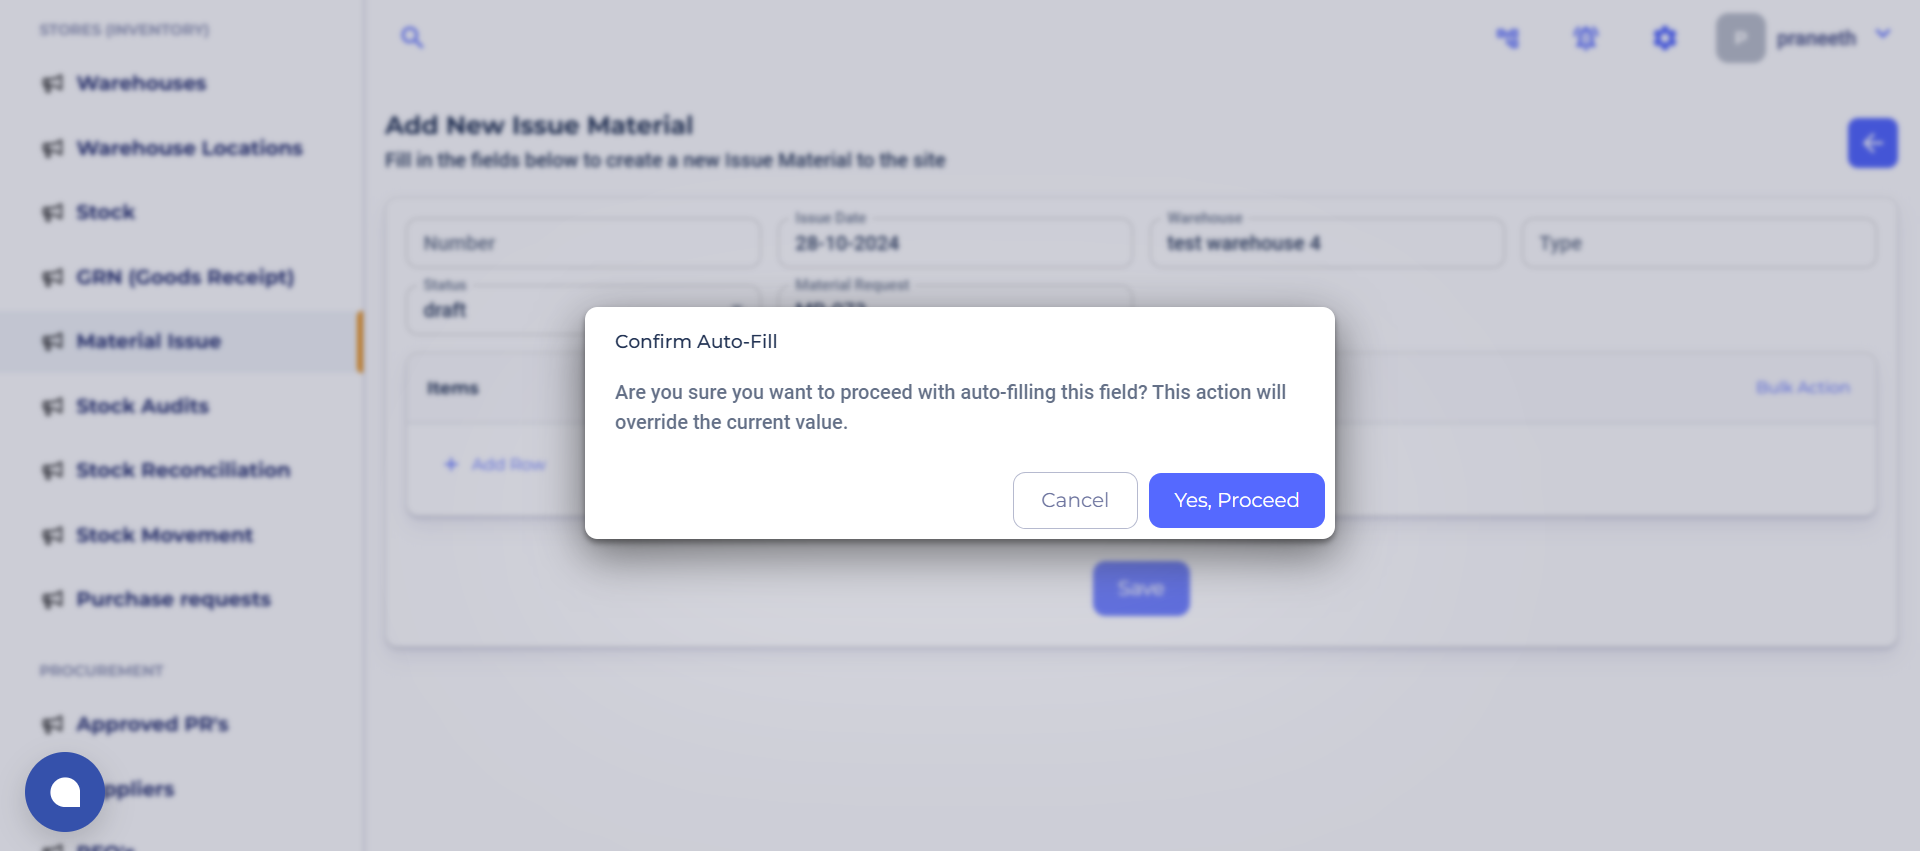 STORES (INVENTORY)
Warehouses
Warehouse Locations
Stock
GRN (Goods Receipt)
Material Issue
Stock Audits
Stock Reconciliation
Stock Movement
Purchase requests
PROCUREMENT
Approved PR's
P
praneeth
Add New Issue Material
Fill in the fields below to create a new Issue Material to the site
Number
Issue Date
28-10-2024
Warehouse
test warehouse 4
Type
Status
draft
Material Request
Items
Bulk Action
Add Row
Save
Confirm Auto-Fill
Are you sure you want to proceed with auto-filling this field? This action will
override the current value.
Cancel
Yes, Proceed